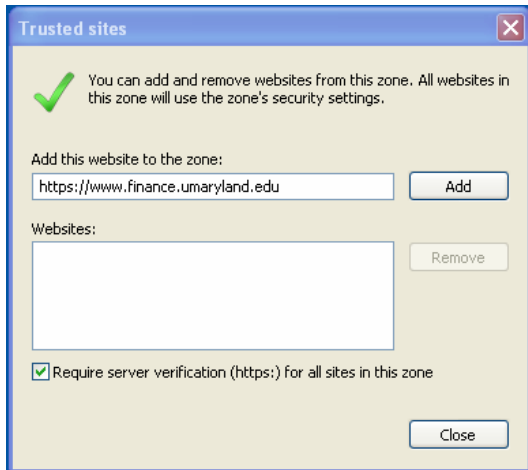 Trusted sites
You can add and remove websites from this zone. All websites in
this zone will use the zone's security settings.
Add this website to the zone:
https://www.finance.umaryland.edu
Add
Websites:
Remove
Require server verification (https:) for all sites in this zone
Close